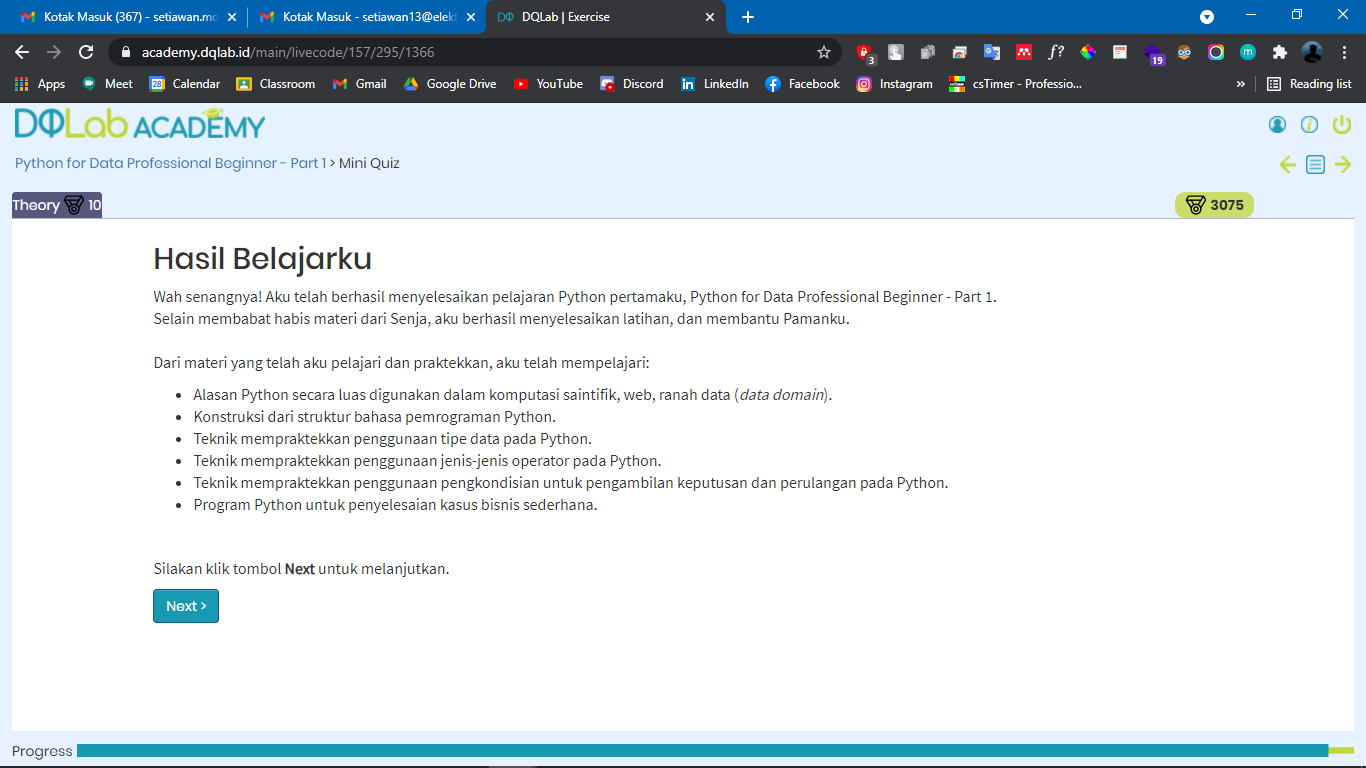 Kotak Masuk (367) - setiawan.mo
Kotak Masuk - setiawan13@elekt
DQLab | Exercise
academy.dqlab.id/main/livecode/157/295/1366
3
f?
m
19
Apps
Meet
28
Calendar
Classroom
Gmail
Google Drive
YouTube
Discord
LinkedIn
Facebook
Instagram
csTimer - Professio...
»
Reading list
DQLab ACADEMY
Python for Data Professional Beginner - Part 1 > Mini Quiz
Theory 10
3075
Hasil Belajarku
Wah senangnya! Aku telah berhasil menyelesaikan pelajaran Python pertamaku, Python for Data Professional Beginner - Part 1.
Selain membabat habis materi dari Senja, aku berhasil menyelesaikan latihan, dan membantu Pamanku.
Dari materi yang telah aku pelajari dan praktekkan, aku telah mempelajari:
• Alasan Python secara luas digunakan dalam komputasi saintifik, web, ranah data (data domain).
• Konstruksi dari struktur bahasa pemrograman Python.
• Teknik mempraktekkan penggunaan tipe data pada Python.
• Teknik mempraktekkan penggunaan jenis-jenis operator pada Python.
• Teknik mempraktekkan penggunaan pengkondisian untuk pengambilan keputusan dan perulangan pada Python.
• Program Python untuk penyelesaian kasus bisnis sederhana.
Silakan klik tombol Next untuk melanjutkan.
Next >
Progress